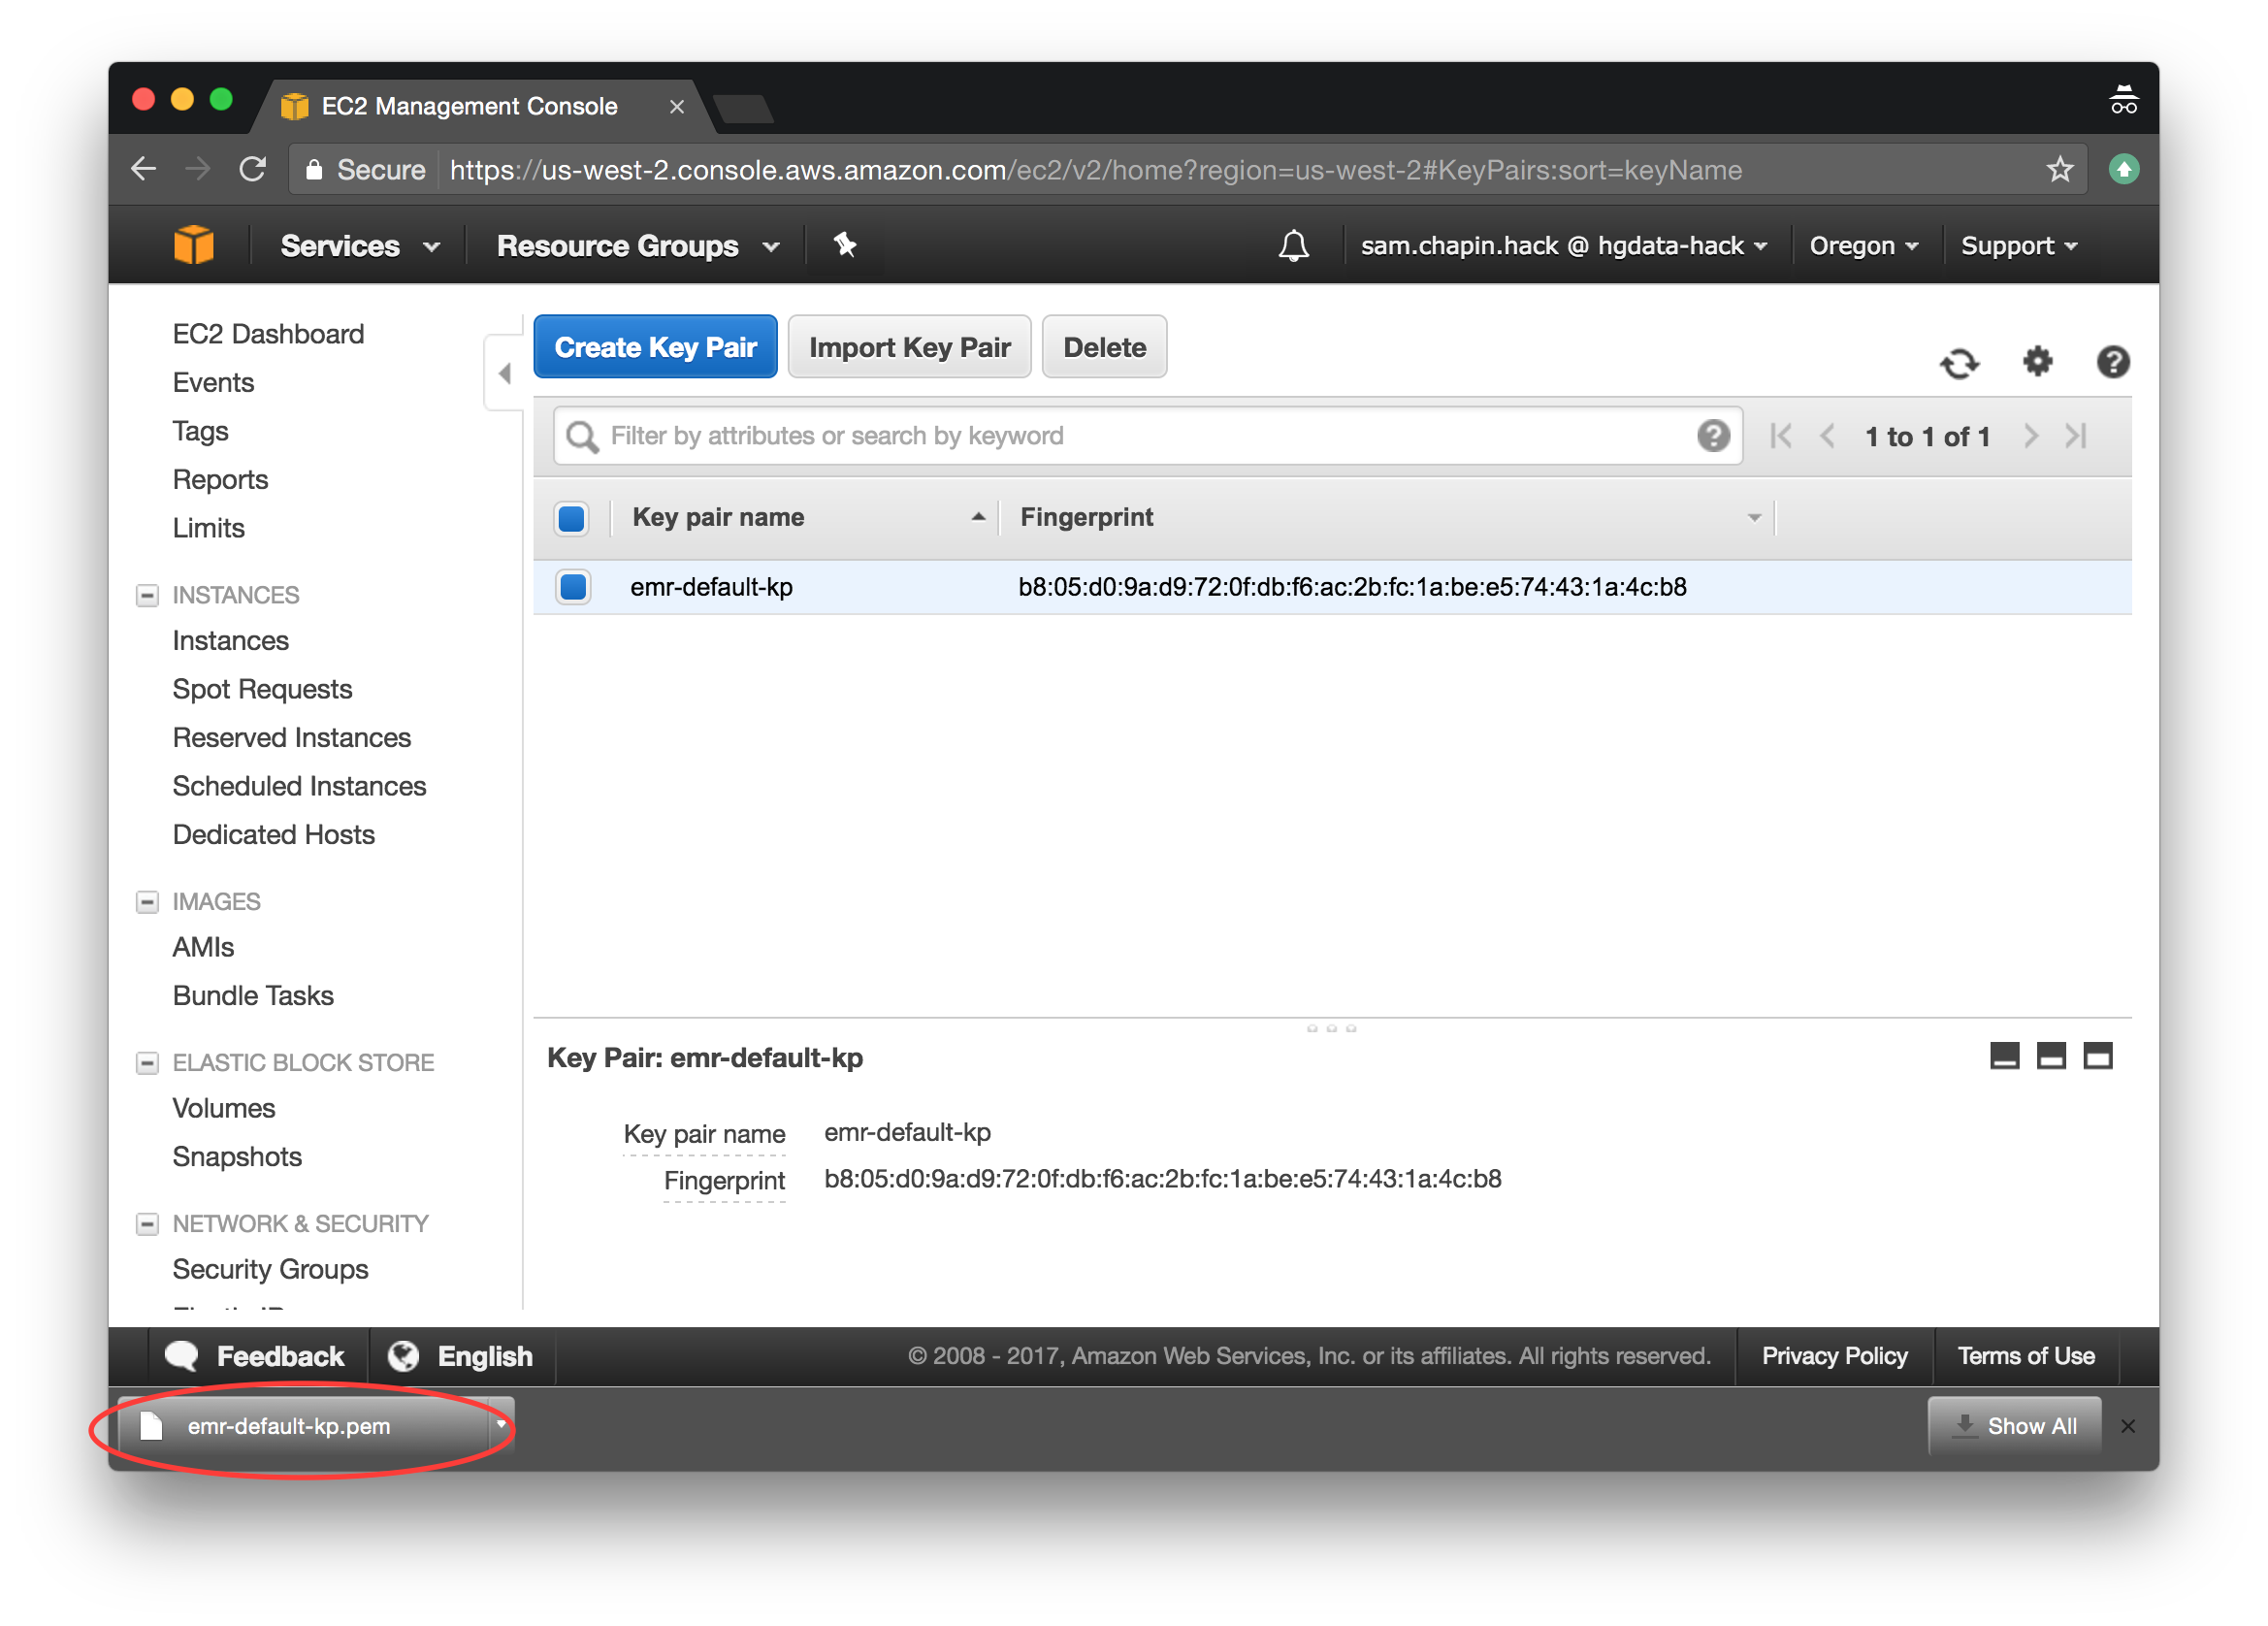 EC2 Management Console
Secure https://us-west-2.console.aws.amazon.com/ec2/v2/home?region=us-west-2#KeyPairs:sort=keyName
Services Resource Groups sam.chapin.hack @ hgdata-hack Oregon Support
EC2 Dashboard
Events
Tags
Reports
Limits
INSTANCES
Instances
Spot Requests
Reserved Instances
Scheduled Instances
Dedicated Hosts
IMAGES
AMIs
Bundle Tasks
ELASTIC BLOCK STORE
Volumes
Snapshots
NETWORK & SECURITY
Security Groups
Create Key Pair Import Key Pair Delete
Filter by attributes or search by keyword 1 to 1 of 1
Key pair name Fingerprint
emr-default-kp b8:05:d0:9a:d9:72:0f:db:f6:ac:2b:fc:1a:be:e5:74:43:1a:4c:b8
Key Pair: emr-default-kp
Key pair name emr-default-kp
Fingerprint b8:05:d0:9a:d9:72:0f:db:f6:ac:2b:fc:1a:be:e5:74:43:1a:4c:b8
Feedback English © 2008 - 2017, Amazon Web Services, Inc. or its affiliates. All rights reserved. Privacy Policy Terms of Use
emr-default-kp.pem Show All